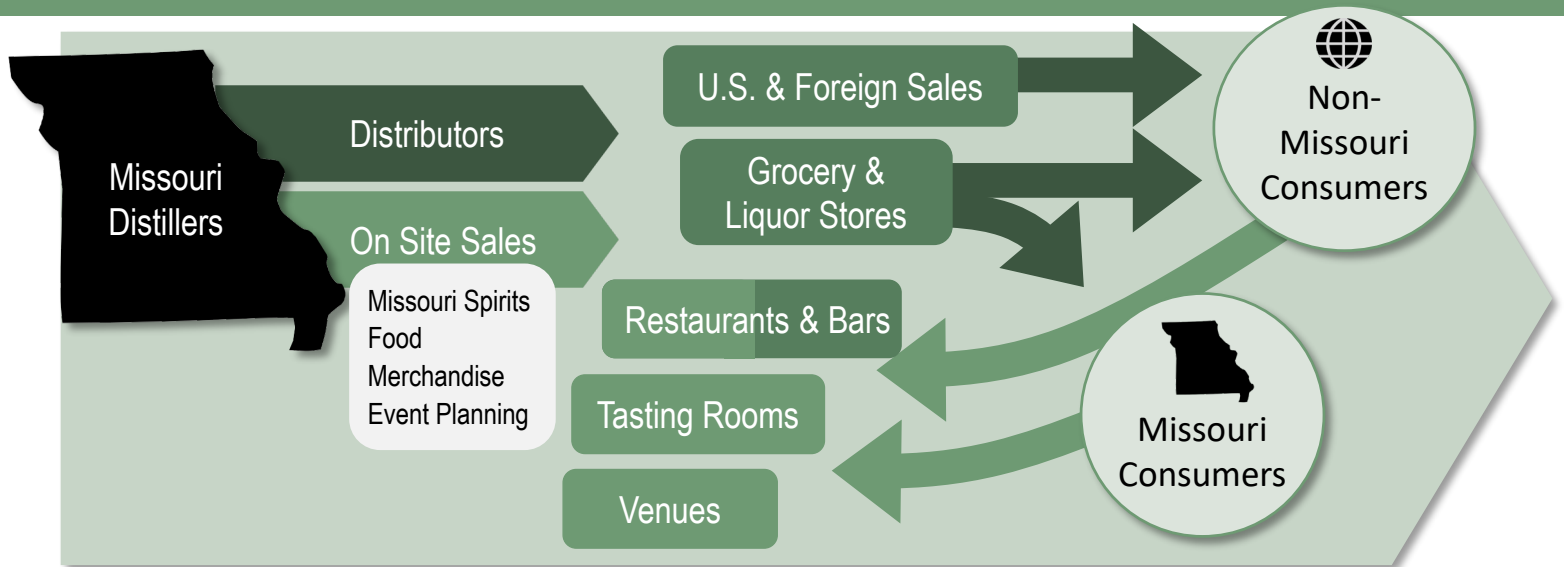 Missouri
Distillers
Distributors
On Site Sales
Missouri Spirits
Food
Merchandise
Event Planning
U.S. & Foreign Sales
Grocery &
Liquor Stores
Restaurants & Bars
Tasting Rooms
Venues
Non-
Missouri
Consumers
Missouri
Consumers